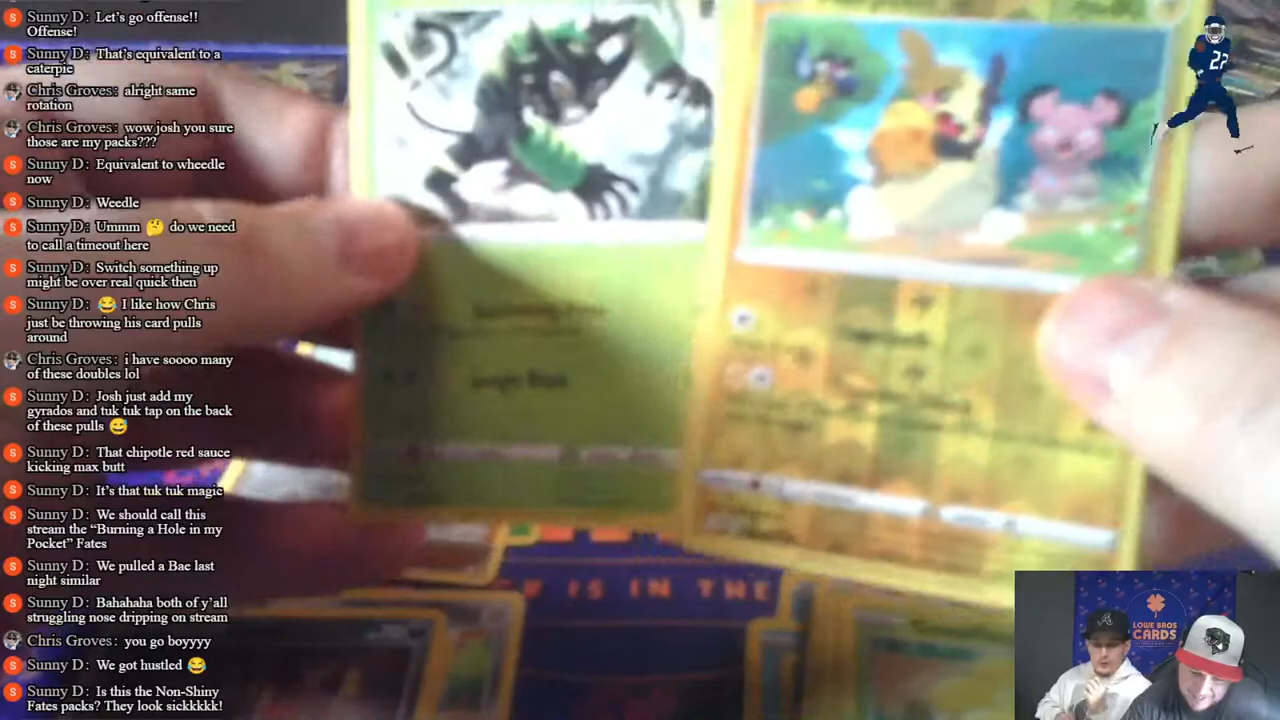 Sunny D: Let's go offense!!
Offense!
Sunny D: That's equivalent to a
caterpie
Chris Groves: alright same
rotation
Chris Groves: wow josh you sure
those are my packs???
Sunny D: Equivalent to wheedle
now
Sunny D: Weedle
Sunny D: Ummm 🤔 do we need
to call a timeout here
Sunny D: Switch something up
might be over real quick then
Sunny D: 😂 I like how Chris
just be throwing his card pulls
around
Chris Groves: i have soooo many
of these doubles lol
Sunny D: Josh just add my
gyrados and tuk tuk tap on the back
of these pulls 😅
Sunny D: That chipotle red sauce
kicking max butt
Sunny D: It's that tuk tuk magic
Sunny D: We should call this
stream the “Burning a Hole in my
Pocket” Fates
Sunny D: We pulled a Bae last
night similar
Sunny D: Bahahaha both of y'all
struggling nose dripping on stream
Chris Groves: you go boyyyy
Sunny D: We got hustled 😂
Sunny D: Is this the Non-Shiny
Fates packs? They look sickkkkk!
22
IS IN THE
LOWE BROS
CARDS